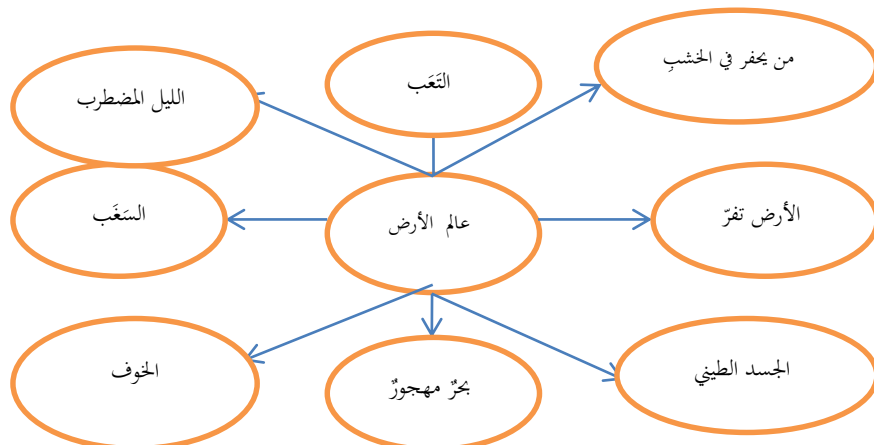 من يحفر في الخشبِ
التَعَب
الليل المضطرب
الأرض تفرّ
عالم الأرض
السَغَب
الجسد الطيني
بحرٌ مهجورٌ
الخوف